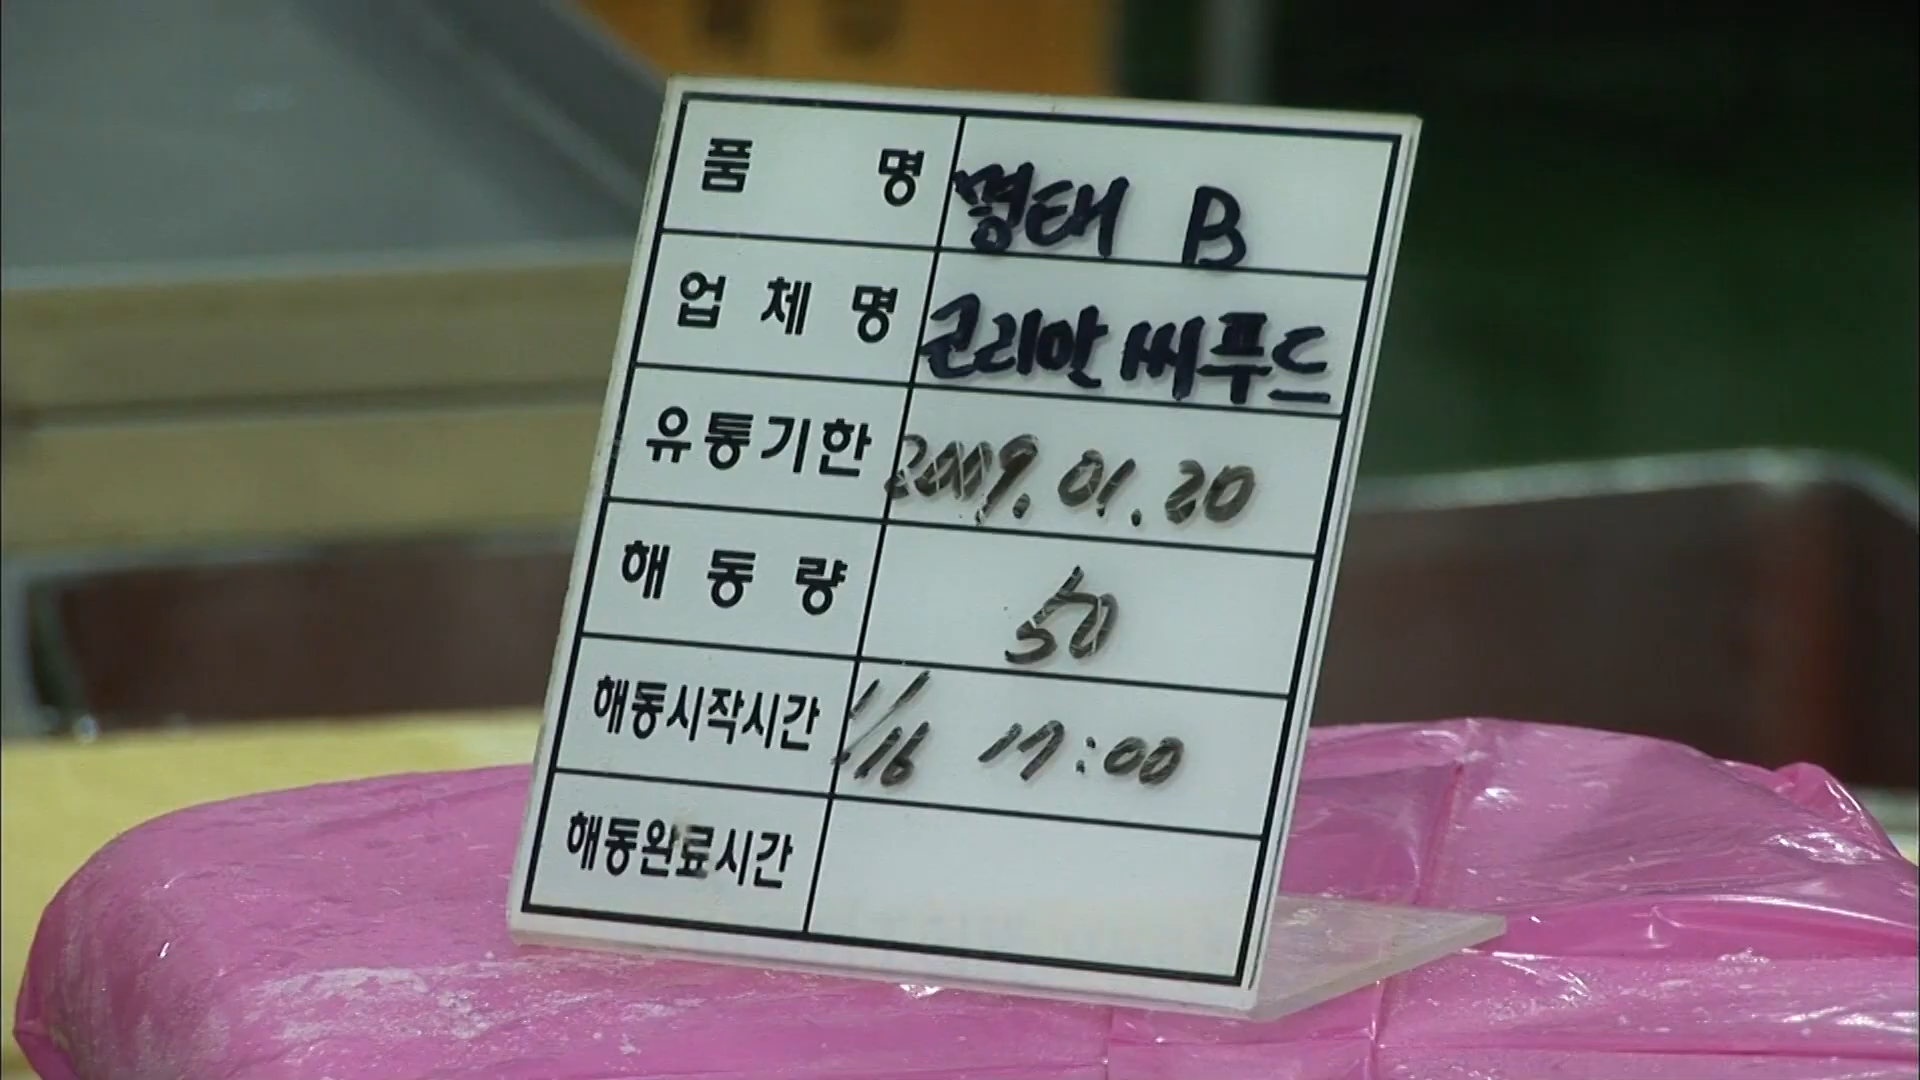 품 명 명태 B
업 체 명 코리안 씨푸드
유통기한 2009. 01. 20
해 동 량 50
해동시작시간 1/16 17:00
해동완료시간